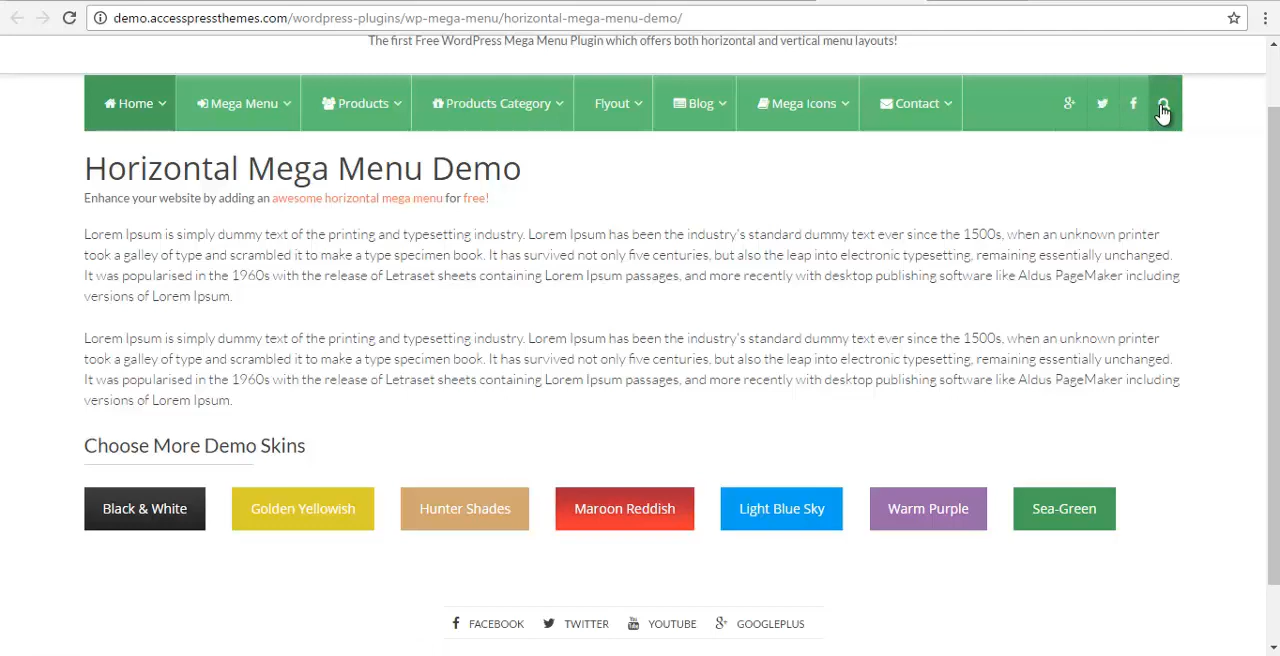 demo.accesspressthemes.com/wordpress-plugins/wp-mega-menu/horizontal-mega-menu-demo/
The first Free WordPress Mega Menu Plugin which offers both horizontal and vertical menu layouts!
Home Mega Menu Products Products Category Flyout Blog Mega Icons Contact
Horizontal Mega Menu Demo
Enhance your website by adding an awesome horizontal mega menu for free!
Lorem Ipsum is simply dummy text of the printing and typesetting industry. Lorem Ipsum has been the industry's standard dummy text ever since the 1500s, when an unknown printer
took a galley of type and scrambled it to make a type specimen book. It has survived not only five centuries, but also the leap into electronic typesetting, remaining essentially unchanged.
It was popularised in the 1960s with the release of Letraset sheets containing Lorem Ipsum passages, and more recently with desktop publishing software like Aldus PageMaker including
versions of Lorem Ipsum.
Lorem Ipsum is simply dummy text of the printing and typesetting industry. Lorem Ipsum has been the industry's standard dummy text ever since the 1500s, when an unknown printer
took a galley of type and scrambled it to make a type specimen book. It has survived not only five centuries, but also the leap into electronic typesetting, remaining essentially unchanged.
It was popularised in the 1960s with the release of Letraset sheets containing Lorem Ipsum passages, and more recently with desktop publishing software like Aldus PageMaker including
versions of Lorem Ipsum.
Choose More Demo Skins
Black & White Golden Yellowish Hunter Shades Maroon Reddish Light Blue Sky Warm Purple Sea-Green
FACEBOOK TWITTER YOUTUBE GOOGLEPLUS